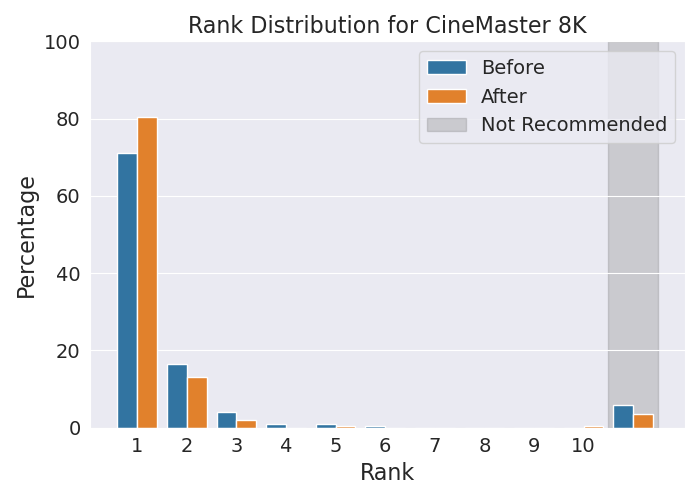 Rank Distribution for CineMaster 8K
100
80
60
40
20
0
Percentage
Before
After
Not Recommended
1 2 3 4 5 6 7 8 9 10
Rank